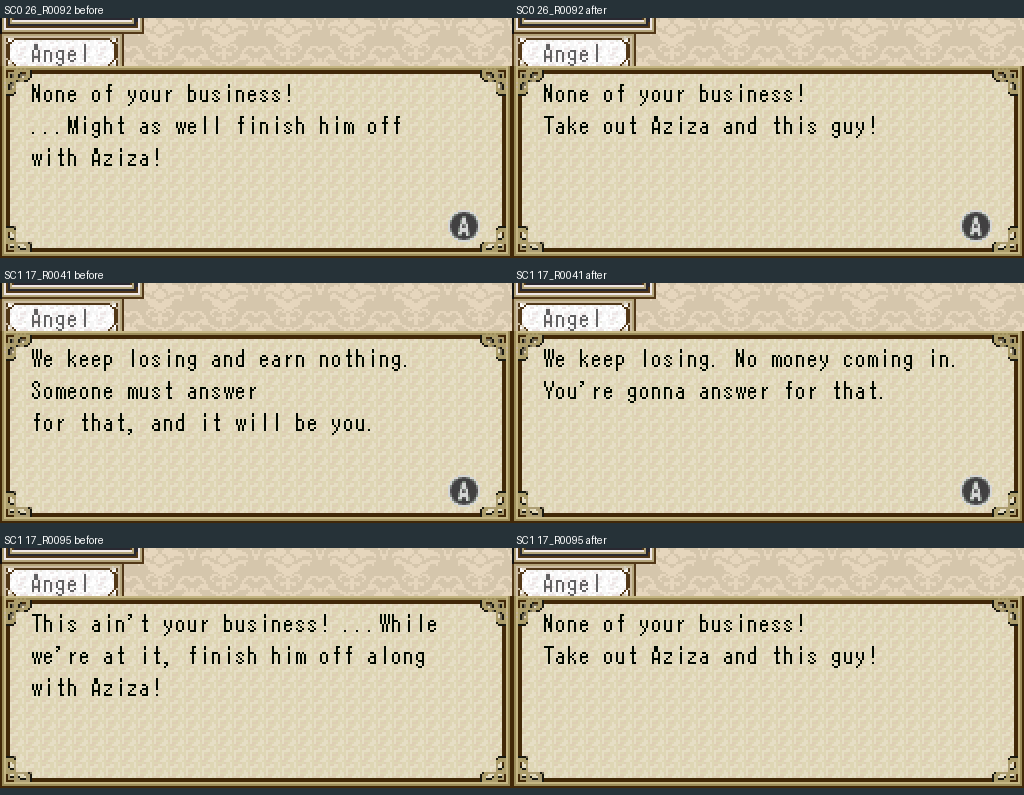 SC0 26_R0092 before
SC0 26_R0092 after
Angel
None of your business!
...Might as well finish him off
with Aziza!
A
Angel
None of your business!
Take out Aziza and this guy!
A
SC1 17_R0041 before
SC1 17_R0041 after
Angel
We keep losing and earn nothing.
Someone must answer
for that, and it will be you.
A
Angel
We keep losing. No money coming in.
You're gonna answer for that.
A
SC1 17_R0095 before
SC1 17_R0095 after
Angel
This ain't your business! ...While
we're at it, finish him off along
with Aziza!
Angel
None of your business!
Take out Aziza and this guy!